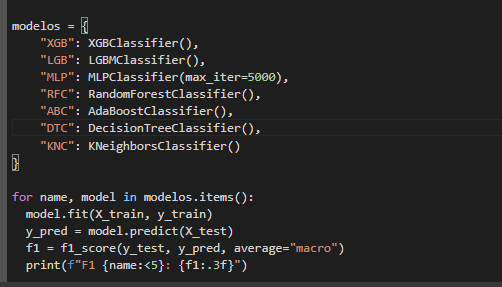 modelos = {
    "XGB": XGBClassifier(),
    "LGB": LGBMClassifier(),
    "MLP": MLPClassifier(max_iter=5000),
    "RFC": RandomForestClassifier(),
    "ABC": AdaBoostClassifier(),
    "DTC": DecisionTreeClassifier(),
    "KNC": KNeighborsClassifier()
}
for name, model in modelos.items():
  model.fit(X_train, y_train)
  y_pred = model.predict(X_test)
  f1 = f1_score(y_test, y_pred, average="macro")
  print(f"F1 {name:<5}: {f1:.3f}")